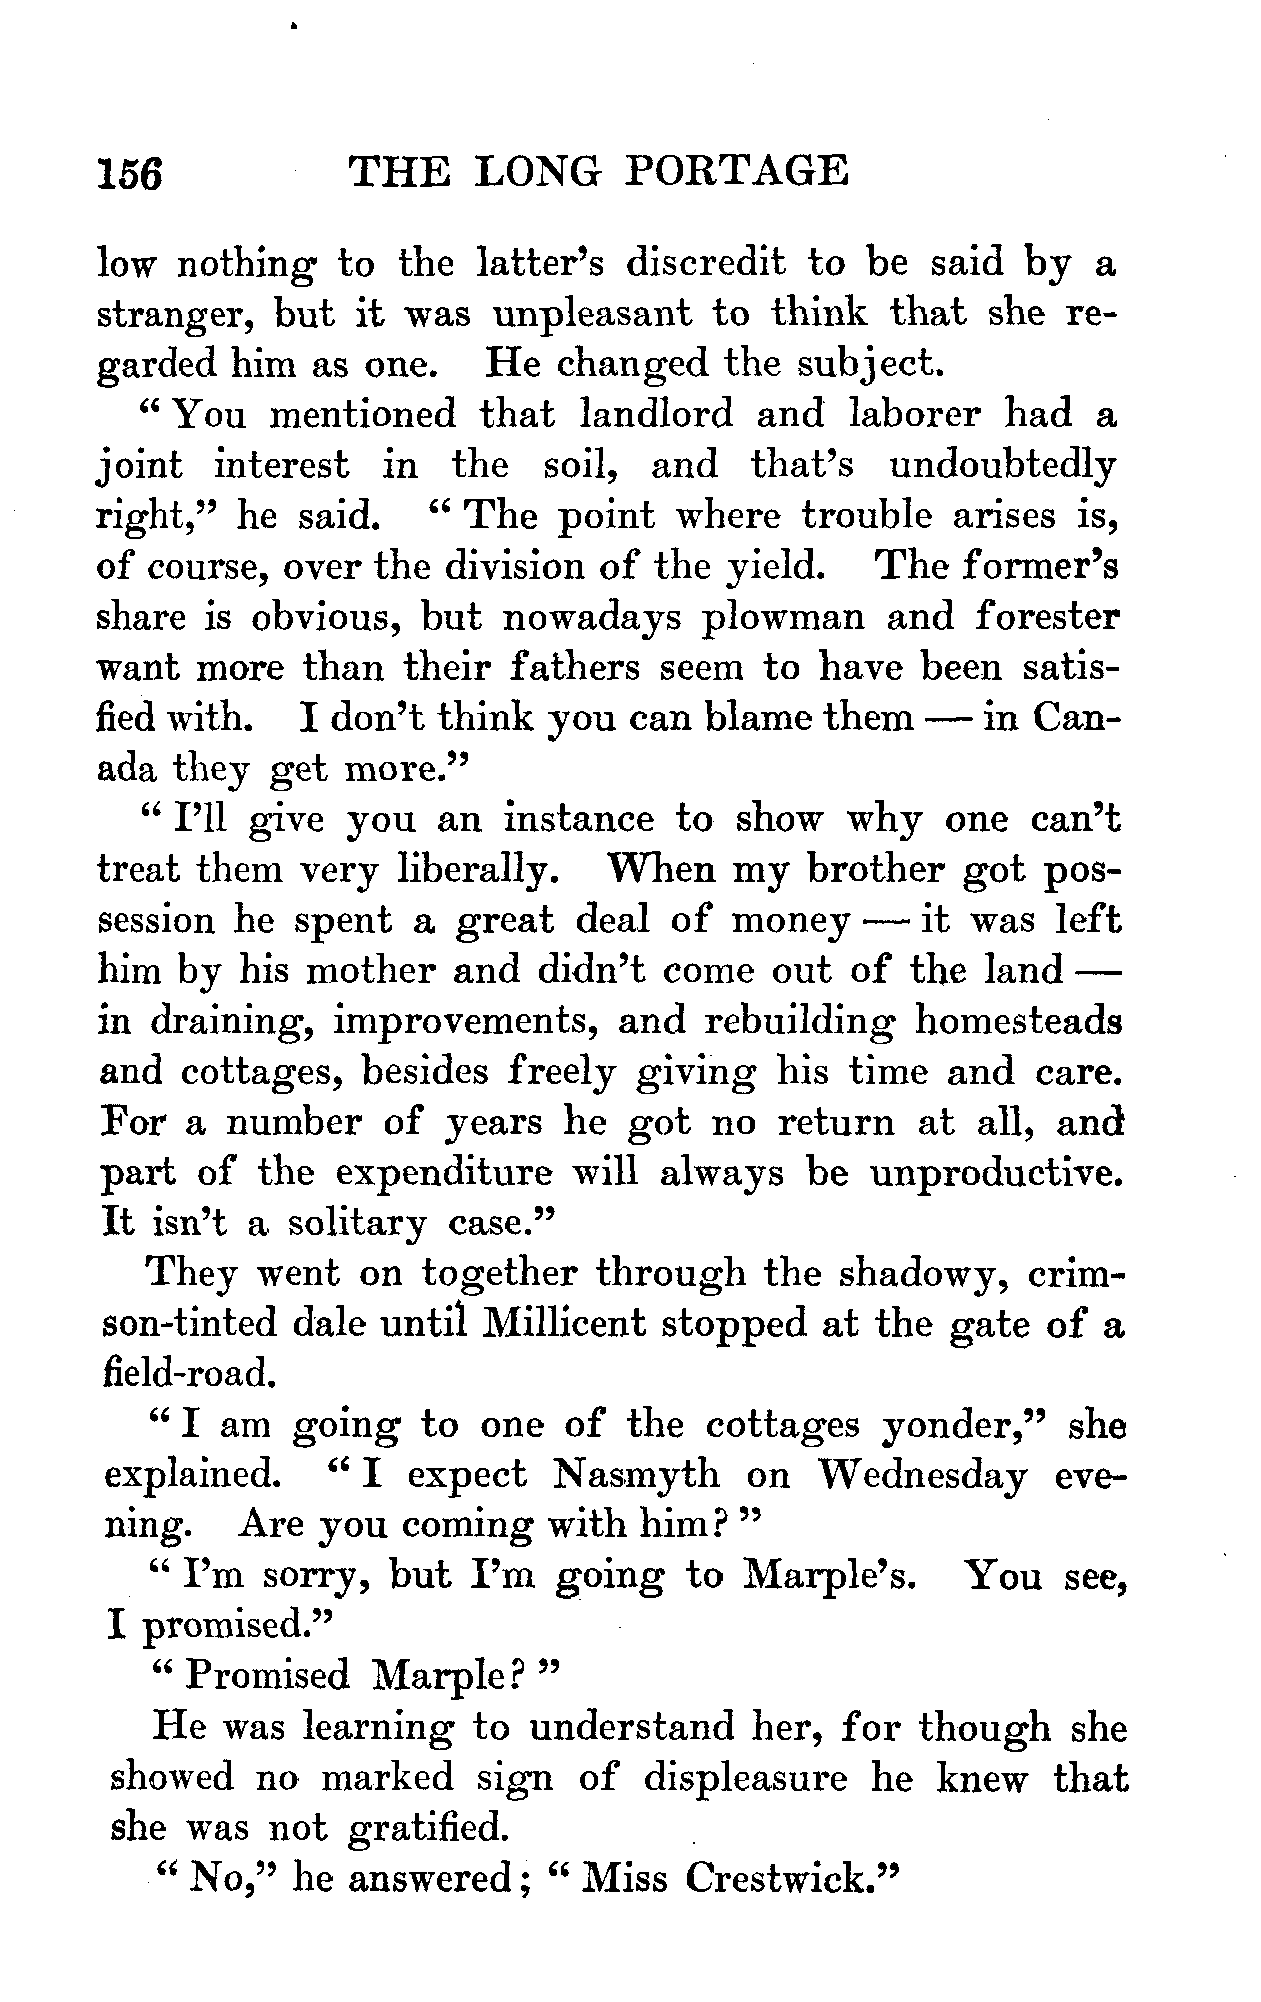 156 THE LONG PORTAGE
low nothing to the latter's discredit to be said by a
stranger, but it was unpleasant to think that she re-
garded him as one. He changed the subject.
" You mentioned that landlord and laborer had a
joint interest in the soil, and that's undoubtedly
right," he said. " The point where trouble arises is,
of course, over the division of the yield. The former's
share is obvious, but nowadays plowman and forester
want more than their fathers seem to have been satis-
fied with. I don't think you can blame them — in Can-
ada they get more."
" I'll give you an instance to show why one can't
treat them very liberally. When my brother got pos-
session he spent a great deal of money — it was left
him by his mother and didn't come out of the land —
in draining, improvements, and rebuilding homesteads
and cottages, besides freely giving his time and care.
For a number of years he got no return at all, and
part of the expenditure will always be unproductive.
It isn't a solitary case."
They went on together through the shadowy, crim-
son-tinted dale until Millicent stopped at the gate of a
field-road.
" I am going to one of the cottages yonder," she
explained. " I expect Nasmyth on Wednesday eve-
ning. Are you coming with him? "
" I'm sorry, but I'm going to Marple's. You see,
I promised."
" Promised Marple? "
He was learning to understand her, for though she
showed no marked sign of displeasure he knew that
she was not gratified.
" No," he answered; " Miss Crestwick."